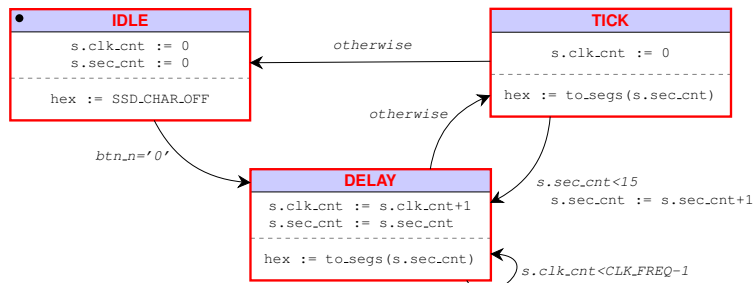 IDLE
s.clk_cnt := 0
s.sec_cnt := 0
hex := SSD_CHAR_OFF
otherwise
TICK
s.clk_cnt := 0
hex := to_segs(s.sec_cnt)
otherwise
btn_n='0'
DELAY
s.clk_cnt := s.clk_cnt+1
s.sec_cnt := s.sec_cnt
hex := to_segs(s.sec_cnt)
s.sec_cnt<15
s.sec_cnt := s.sec_cnt+1
s.clk_cnt<CLK_FREQ-1